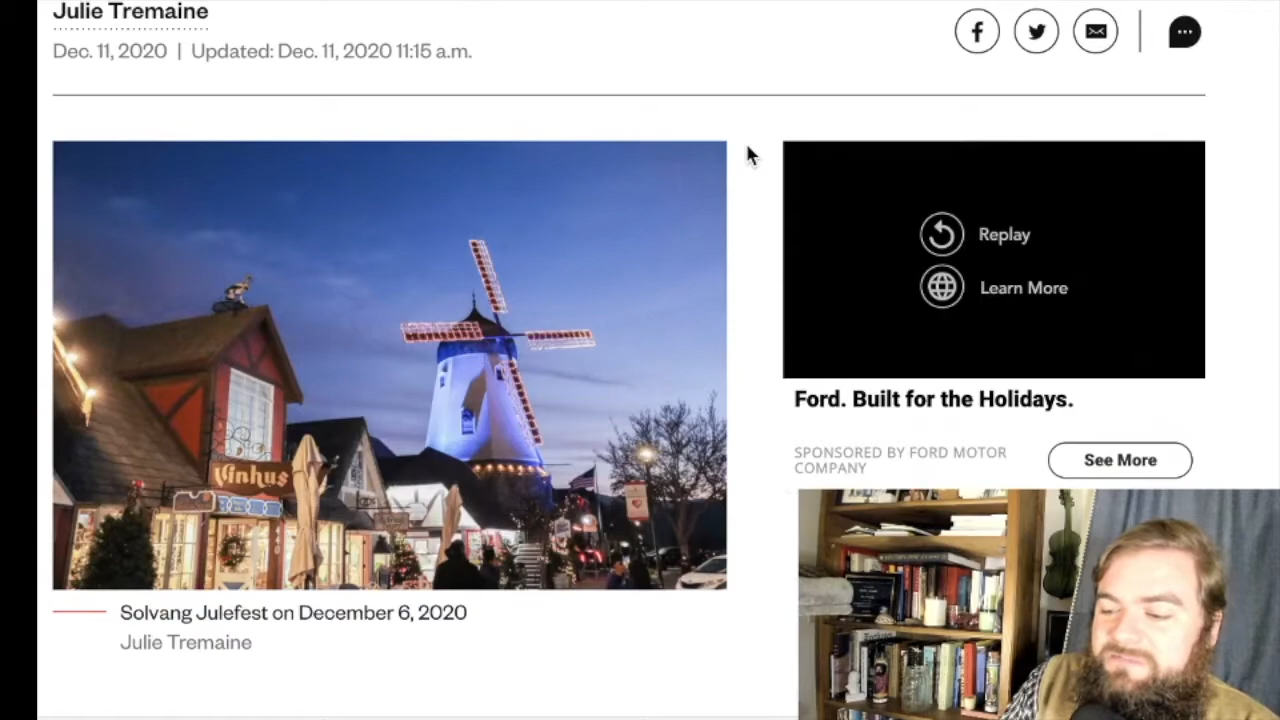 Julie Tremaine
Dec. 11, 2020 | Updated: Dec. 11, 2020 11:15 a.m.
Vinhus
Replay
Learn More
Ford. Built for the Holidays.
SPONSORED BY FORD MOTOR
COMPANY
See More
Solvang Julefest on December 6, 2020
Julie Tremaine